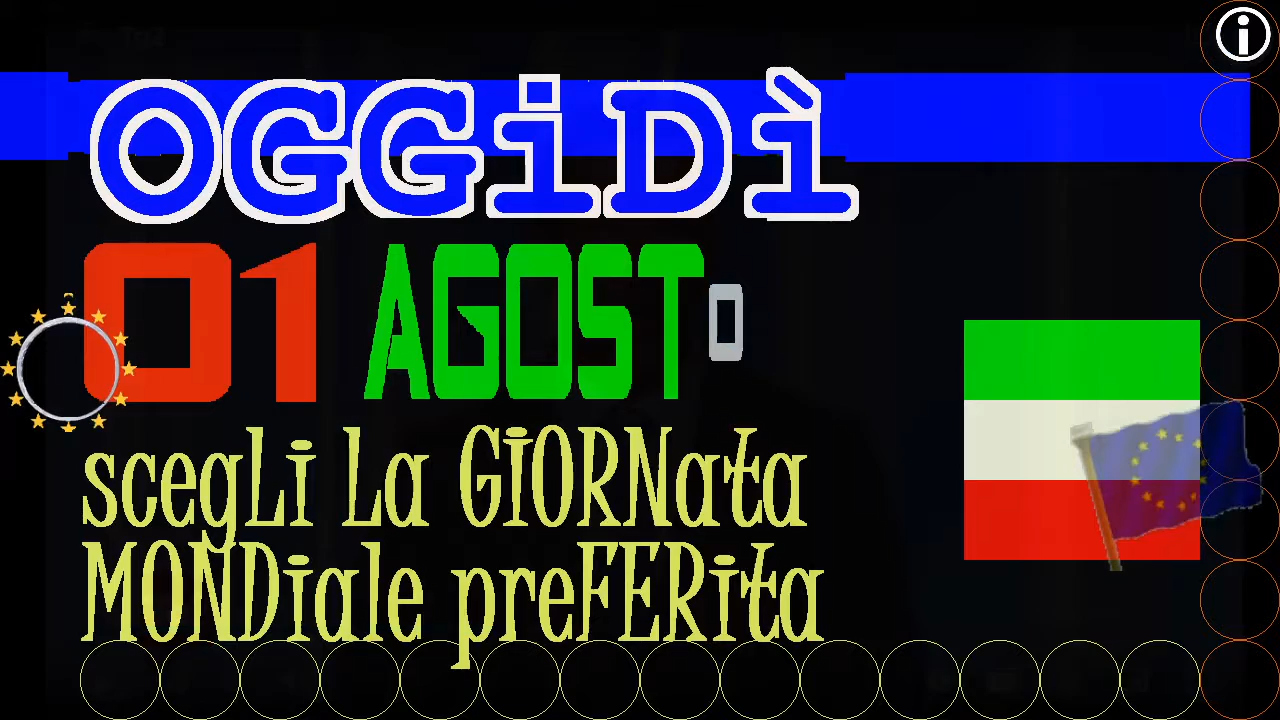 OGGiDÌ
01 AGOSTO
scegLi La GiORNata
MONDiale preFERita